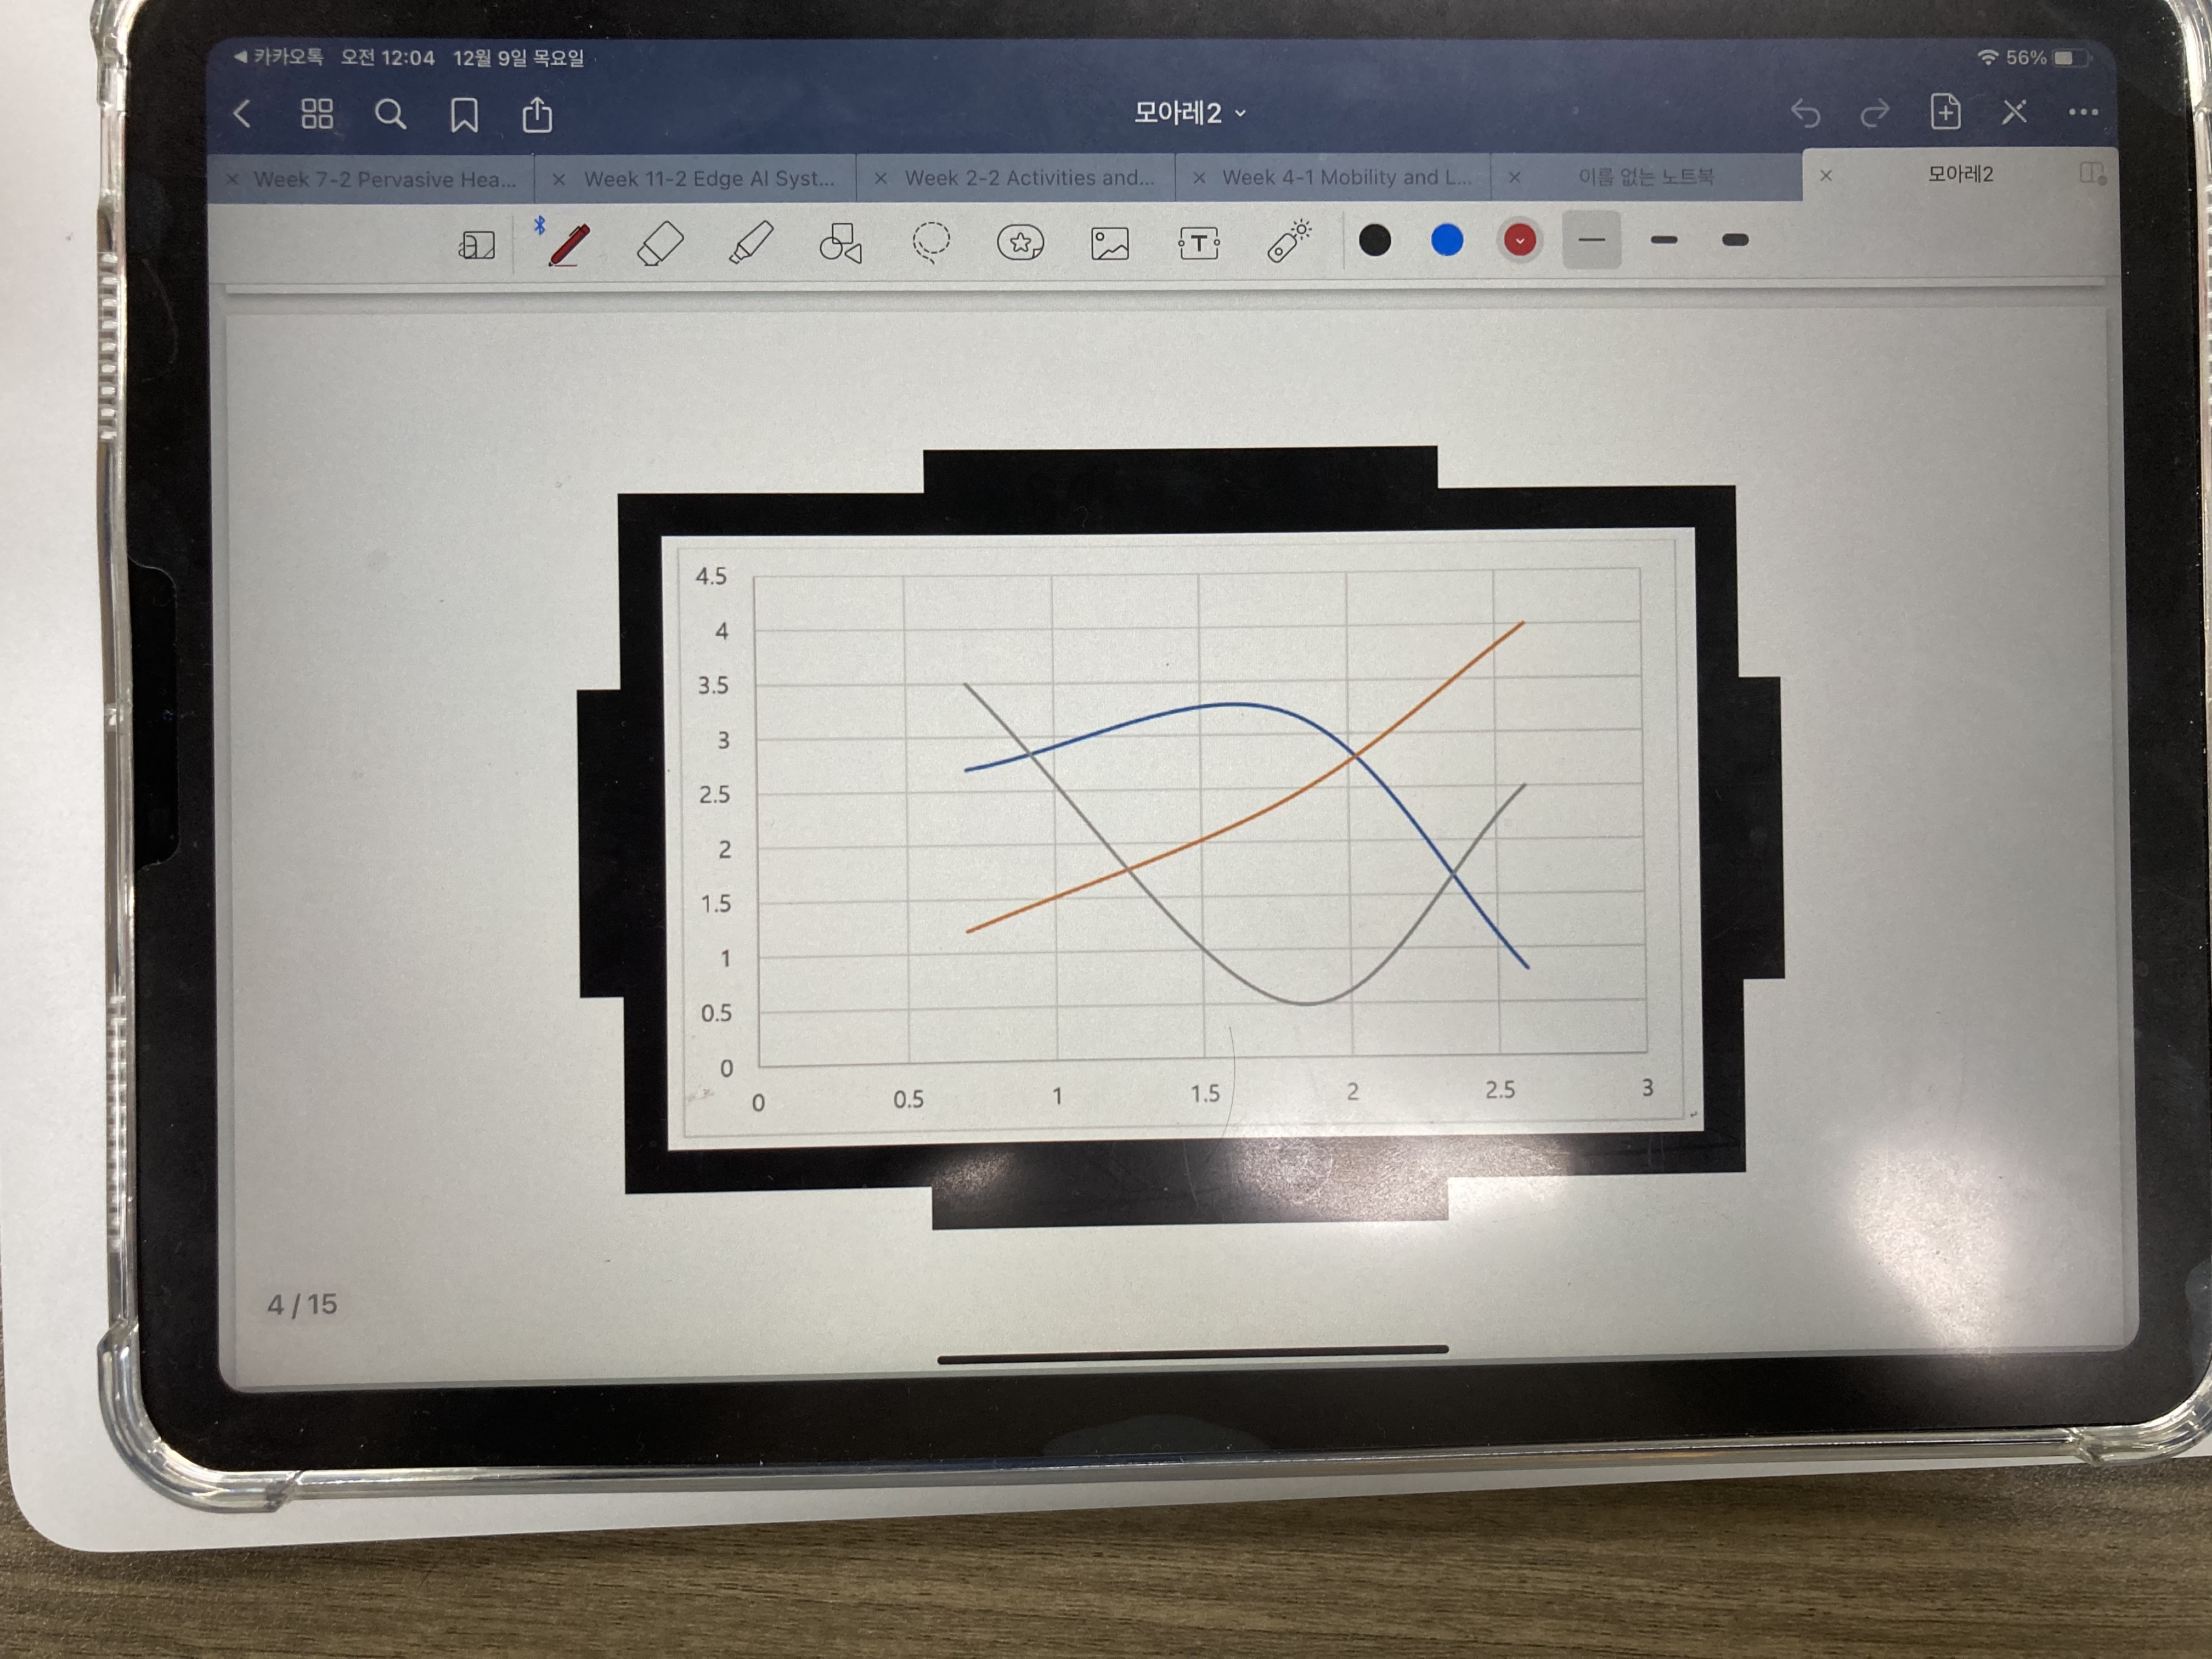 ◀ 카카오톡 오전 12:04 12월 9일 목요일 56%
모아레2
× Week 7-2 Pervasive Hea... × Week 11-2 Edge AI Syst... × Week 2-2 Activities and... × Week 4-1 Mobility and L... × 이름 없는 노트북 × 모아레2
T
4.5
4
3.5
3
2.5
2
1.5
1
0.5
0
0 0.5 1 1.5 2 2.5 3
4 / 15